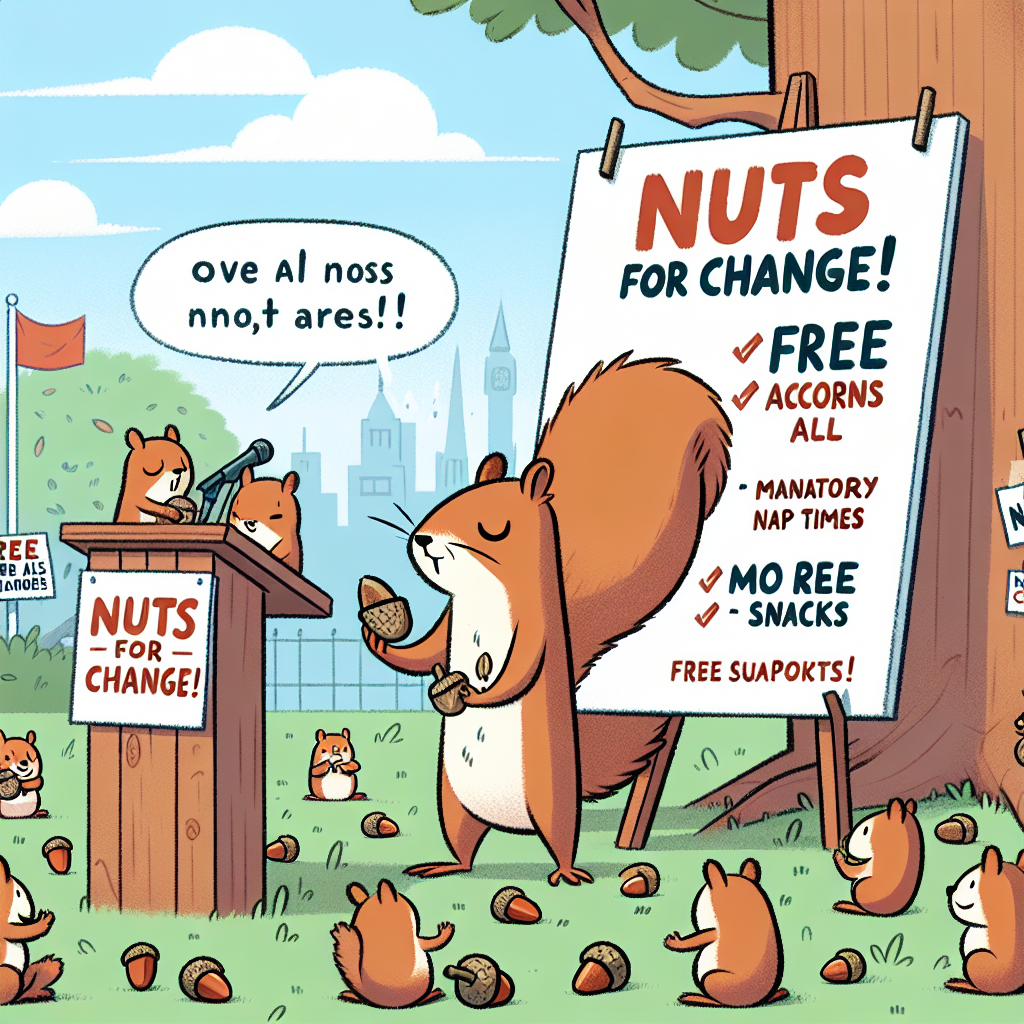 ove Al noss
nno,t ares!!
NUTS
FOR CHANGE!
✓ FREE
✓ ACCORNS
ALL
- MANATORY
NAP TIMES
✓ MO REE
✓ - SNACKS
FREE SUAPOKTS!
NUTS
– FOR –
CHANGE!
REE